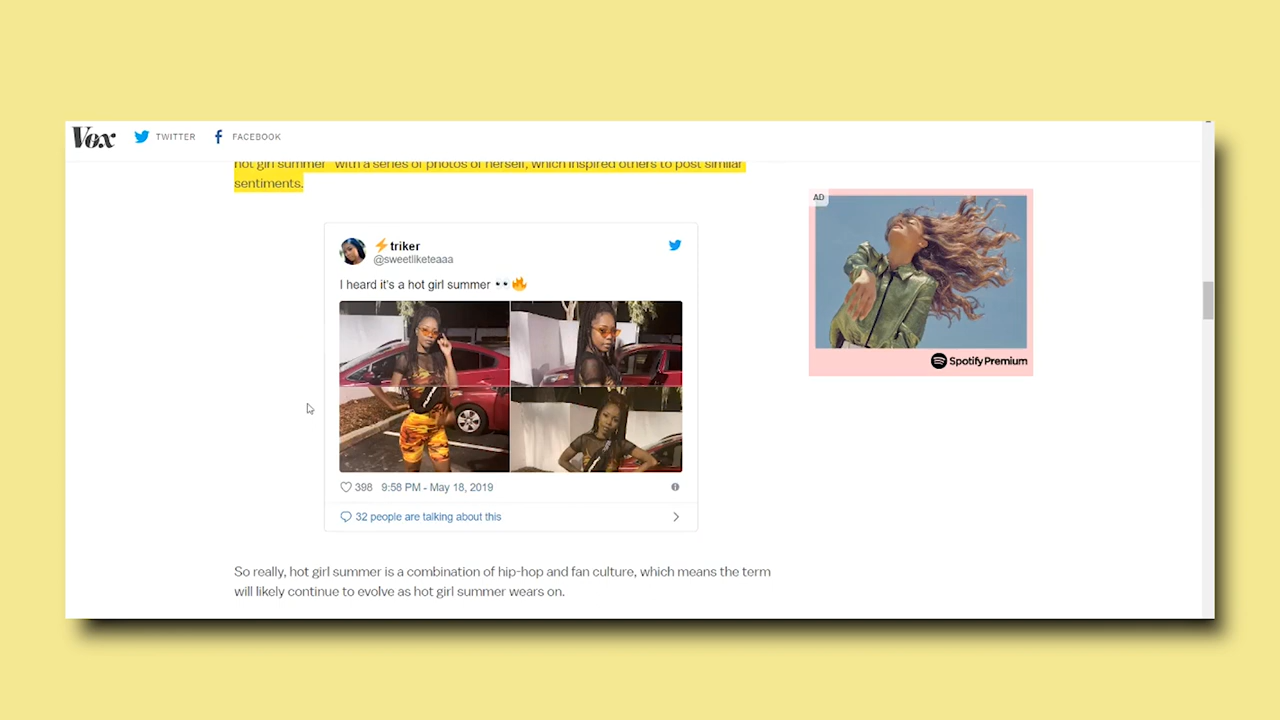 Vox TWITTER FACEBOOK
hot girl summer" with a series of photos of herself, which inspired others to post similar
sentiments.
AD
⚡triker
@sweetliketeaaa
I heard it's a hot girl summer 👀🔥
Spotify Premium
398 9:58 PM - May 18, 2019
32 people are talking about this
So really, hot girl summer is a combination of hip-hop and fan culture, which means the term
will likely continue to evolve as hot girl summer wears on.